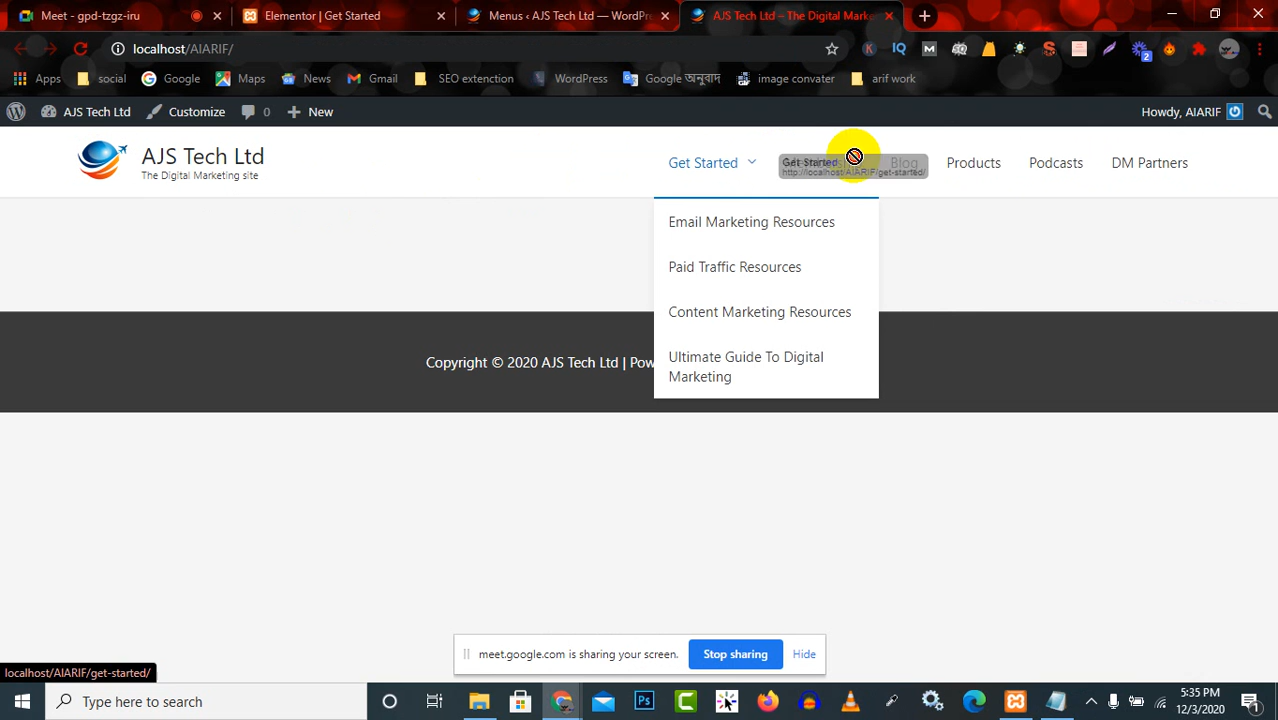 Meet - gpd-tzgz-iru
Elementor | Get Started
Menus ‹ AJS Tech Ltd — WordPre
AJS Tech Ltd – The Digital Mark
localhost/AIARIF/
IQ
M
2
Apps
social
Google
Maps
News
Gmail
SEO extenction
WordPress
Google অনুবাদ
image convater
arif work
AJS Tech Ltd
Customize
0
New
Howdy, AIARIF
AJS Tech Ltd
The Digital Marketing site
Get Started
Get Started
http://localhost/AIARIF/get-started/
Blog
Products
Podcasts
DM Partners
Email Marketing Resources
Paid Traffic Resources
Content Marketing Resources
Ultimate Guide To Digital
Marketing
Copyright © 2020 AJS Tech Ltd | Pow
meet.google.com is sharing your screen.
Stop sharing
Hide
localhost/AIARIF/get-started/
Type here to search
5:35 PM
12/3/2020
1